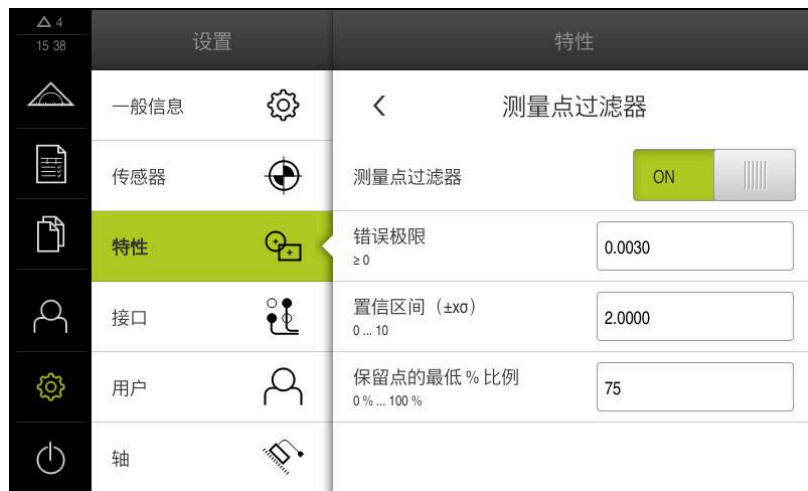 4
15 38
设置
特性
一般信息
传感器
特性
接口
用户
轴
测量点过滤器
测量点过滤器
ON
错误极限
≥ 0
0.0030
置信区间（±xσ）
0 ... 10
2.0000
保留点的最低 % 比例
0 % ... 100 %
75